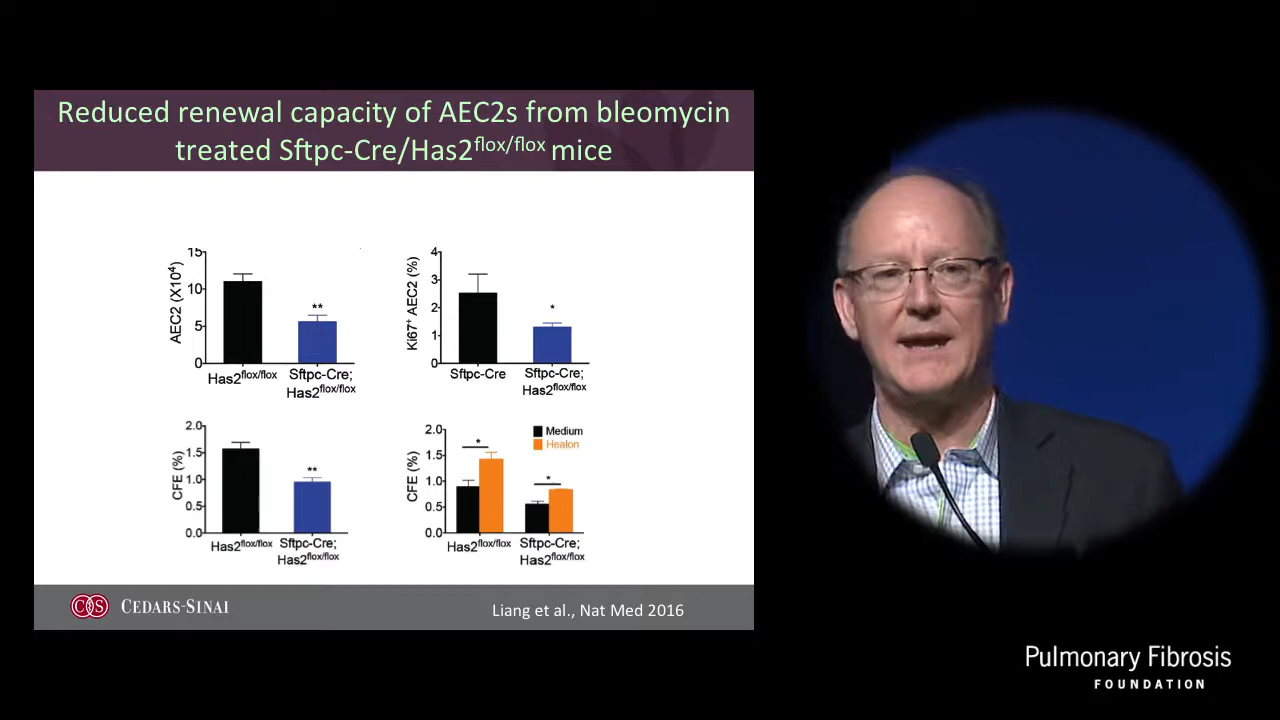 Reduced renewal capacity of AEC2s from bleomycin
treated Sftpc-Cre/Has2flox/flox mice
15
10
5
0
AEC2 (X10⁴)
**
Has2flox/flox
Sftpc-Cre;
Has2flox/flox
4
3
2
1
0
Ki67⁺ AEC2 (%)
*
Sftpc-Cre
Sftpc-Cre;
Has2flox/flox
2.0
1.5
1.0
0.5
0.0
CFE (%)
**
Has2flox/flox
Sftpc-Cre;
Has2flox/flox
2.0
1.5
1.0
0.5
0.0
CFE (%)
Medium
Healon
*
*
Has2flox/flox
Sftpc-Cre;
Has2flox/flox
CS CEDARS-SINAI
Liang et al., Nat Med 2016
Pulmonary Fibrosis
FOUNDATION